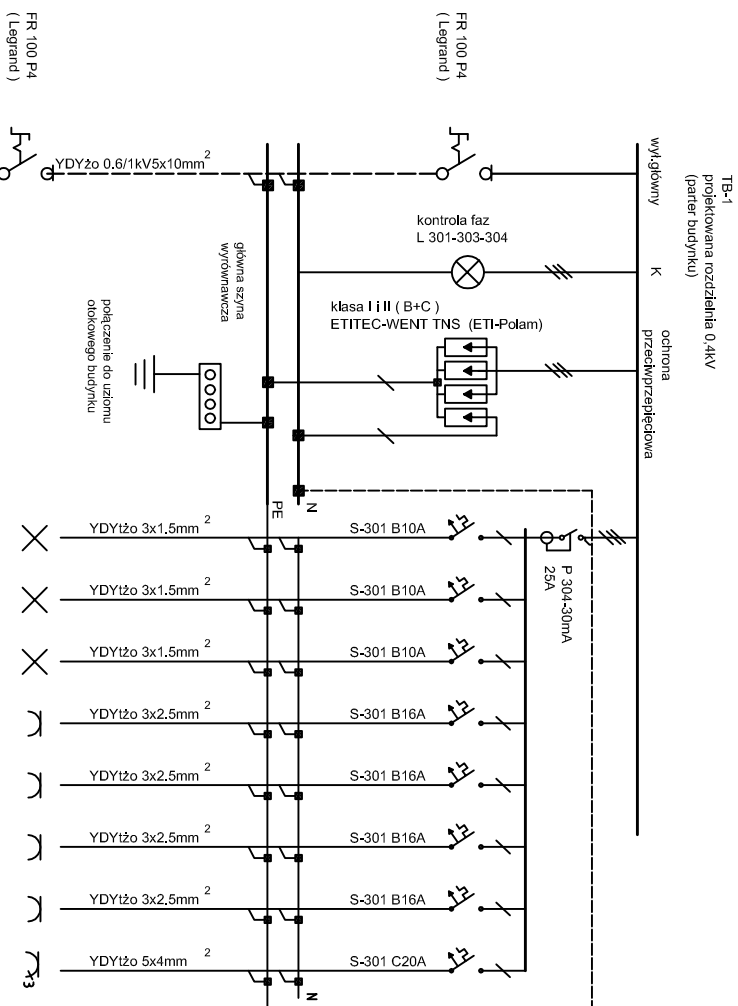 TB-1
projektowana rozdzielnia 0,4kV
(parter budynku)
wył.główny
K
ochrona
przeciwprzepięciowa
FR 100 P4
( Legrand )
kontrola faz
L 301-303-304
klasa I i II ( B+C )
ETITEC-WENT TNS (ETI-Polam)
P 304-30mA
25A
FR 100 P4
( Legrand )
YDYżo 0.6/1kV5x10mm²
główna szyna
wyrównawcza
połączenie do uziomu
otokowego budynku
N
PE
YDYtżo 3x1.5mm² S-301 B10A
YDYtżo 3x1.5mm² S-301 B10A
YDYtżo 3x1.5mm² S-301 B10A
YDYtżo 3x2.5mm² S-301 B16A
YDYtżo 3x2.5mm² S-301 B16A
YDYtżo 3x2.5mm² S-301 B16A
YDYtżo 3x2.5mm² S-301 B16A
YDYtżo 5x4mm² S-301 C20A
3
N